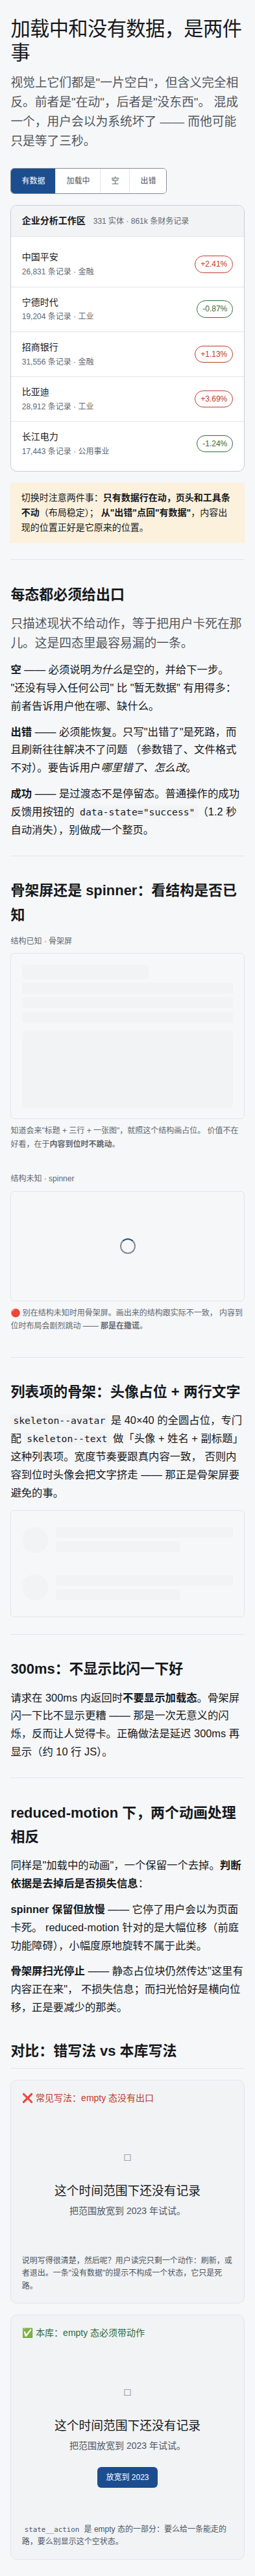 加载中和没有数据，是两件
事
视觉上它们都是"一片空白"，但含义完全相
反。前者是"在动"，后者是"没东西"。 混成
一个，用户会以为系统坏了 —— 而他可能
只是等了三秒。
有数据 加载中 空 出错
企业分析工作区 331 实体 · 861k 条财务记录
中国平安
26,831 条记录 · 金融
+2.41%
宁德时代
19,204 条记录 · 工业
-0.87%
招商银行
31,556 条记录 · 金融
+1.13%
比亚迪
28,912 条记录 · 工业
+3.69%
长江电力
17,443 条记录 · 公用事业
-1.24%
切换时注意两件事：只有数据行在动，页头和工具条
不动（布局稳定）； 从"出错"点回"有数据"，内容出
现的位置正是它原来的位置。
每态都必须给出口
只描述现状不给动作，等于把用户卡死在那
儿。这是四态里最容易漏的一条。
空 —— 必须说明为什么是空的，并给下一步。
"还没有导入任何公司" 比 "暂无数据" 有用得多：
前者告诉用户他在哪、缺什么。
出错 —— 必须能恢复。只写"出错了"是死路，而
且刷新往往解决不了问题 （参数错了、文件格式
不对）。要告诉用户哪里错了、怎么改。
成功 —— 是过渡态不是停留态。普通操作的成功
反馈用按钮的 data-state="success" （1.2 秒
自动消失），别做成一个整页。
骨架屏还是 spinner：看结构是否已
知
结构已知 · 骨架屏
知道会来"标题 + 三行 + 一张图"，就照这个结构画占位。 价值不在
好看，在于内容到位时不跳动。
结构未知 · spinner
🔴 别在结构未知时用骨架屏。画出来的结构跟实际不一致， 内容到
位时布局会剧烈跳动 —— 那是在撒谎。
列表项的骨架：头像占位 + 两行文字
skeleton--avatar 是 40×40 的全圆占位，专门
配 skeleton--text 做「头像 + 姓名 + 副标题」
这种列表项。宽度节奏要跟真内容一致， 否则内
容到位时头像会把文字挤走 —— 那正是骨架屏要
避免的事。
300ms：不显示比闪一下好
请求在 300ms 内返回时不要显示加载态。骨架屏
闪一下比不显示更糟 —— 那是一次无意义的闪
烁，反而让人觉得卡。正确做法是延迟 300ms 再
显示（约 10 行 JS）。
reduced-motion 下，两个动画处理
相反
同样是"加载中的动画"，一个保留一个去掉。判断
依据是去掉后是否损失信息：
spinner 保留但放慢 —— 它停了用户会以为页面
卡死。 reduced-motion 针对的是大幅位移（前庭
功能障碍），小幅度原地旋转不属于此类。
骨架屏扫光停止 —— 静态占位块仍然传达"这里有
内容正在来"， 不损失信息；而扫光恰好是横向位
移，正是要减少的那类。
对比：错写法 vs 本库写法
❌ 常见写法：empty 态没有出口
这个时间范围下还没有记录
把范围放宽到 2023 年试试。
说明写得很清楚，然后呢？用户读完只剩一个动作：刷新，或
者退出。一条"没有数据"的提示不构成一个状态，它只是死
路。
✅ 本库：empty 态必须带动作
这个时间范围下还没有记录
把范围放宽到 2023 年试试。
放宽到 2023
state__action 是 empty 态的一部分：要么给一条能走的
路，要么别显示这个空状态。